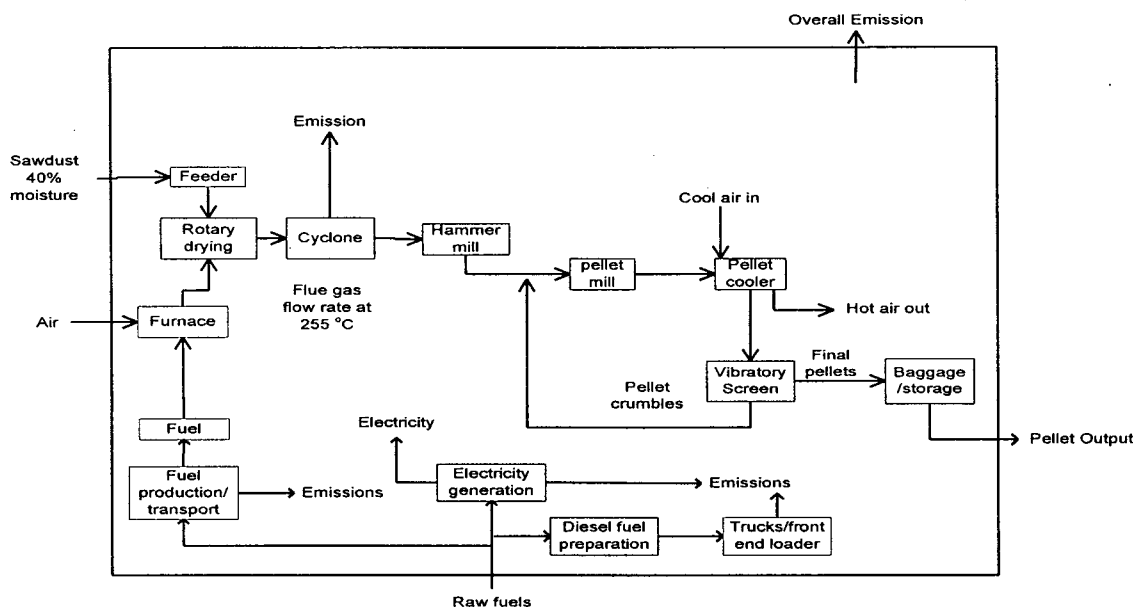 Overall Emission
Emission
Sawdust
40%
moisture
Feeder
Cool air in
Rotary
drying
Cyclone
Hammer
mill
pellet
mill
Pellet
cooler
Flue gas
flow rate at
255 °C
Air
Furnace
Hot air out
Final
pellets
Vibratory
Screen
Baggage
/storage
Pellet
crumbles
Electricity
Fuel
Pellet Output
Fuel
production/
transport
Emissions
Electricity
generation
Emissions
Diesel fuel
preparation
Trucks/front
end loader
Raw fuels